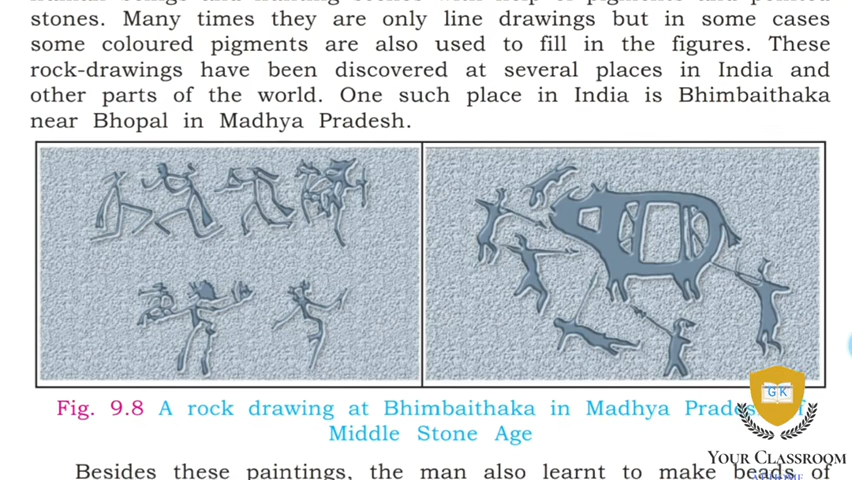 stones. Many times they are only line drawings but in some cases
some coloured pigments are also used to fill in the figures. These
rock-drawings have been discovered at several places in India and
other parts of the world. One such place in India is Bhimbaithaka
near Bhopal in Madhya Pradesh.
Fig. 9.8 A rock drawing at Bhimbaithaka in Madhya
Middle Stone Age
G K
YOUR CLASSROOM
Besides these paintings, the man also learnt to make beads of